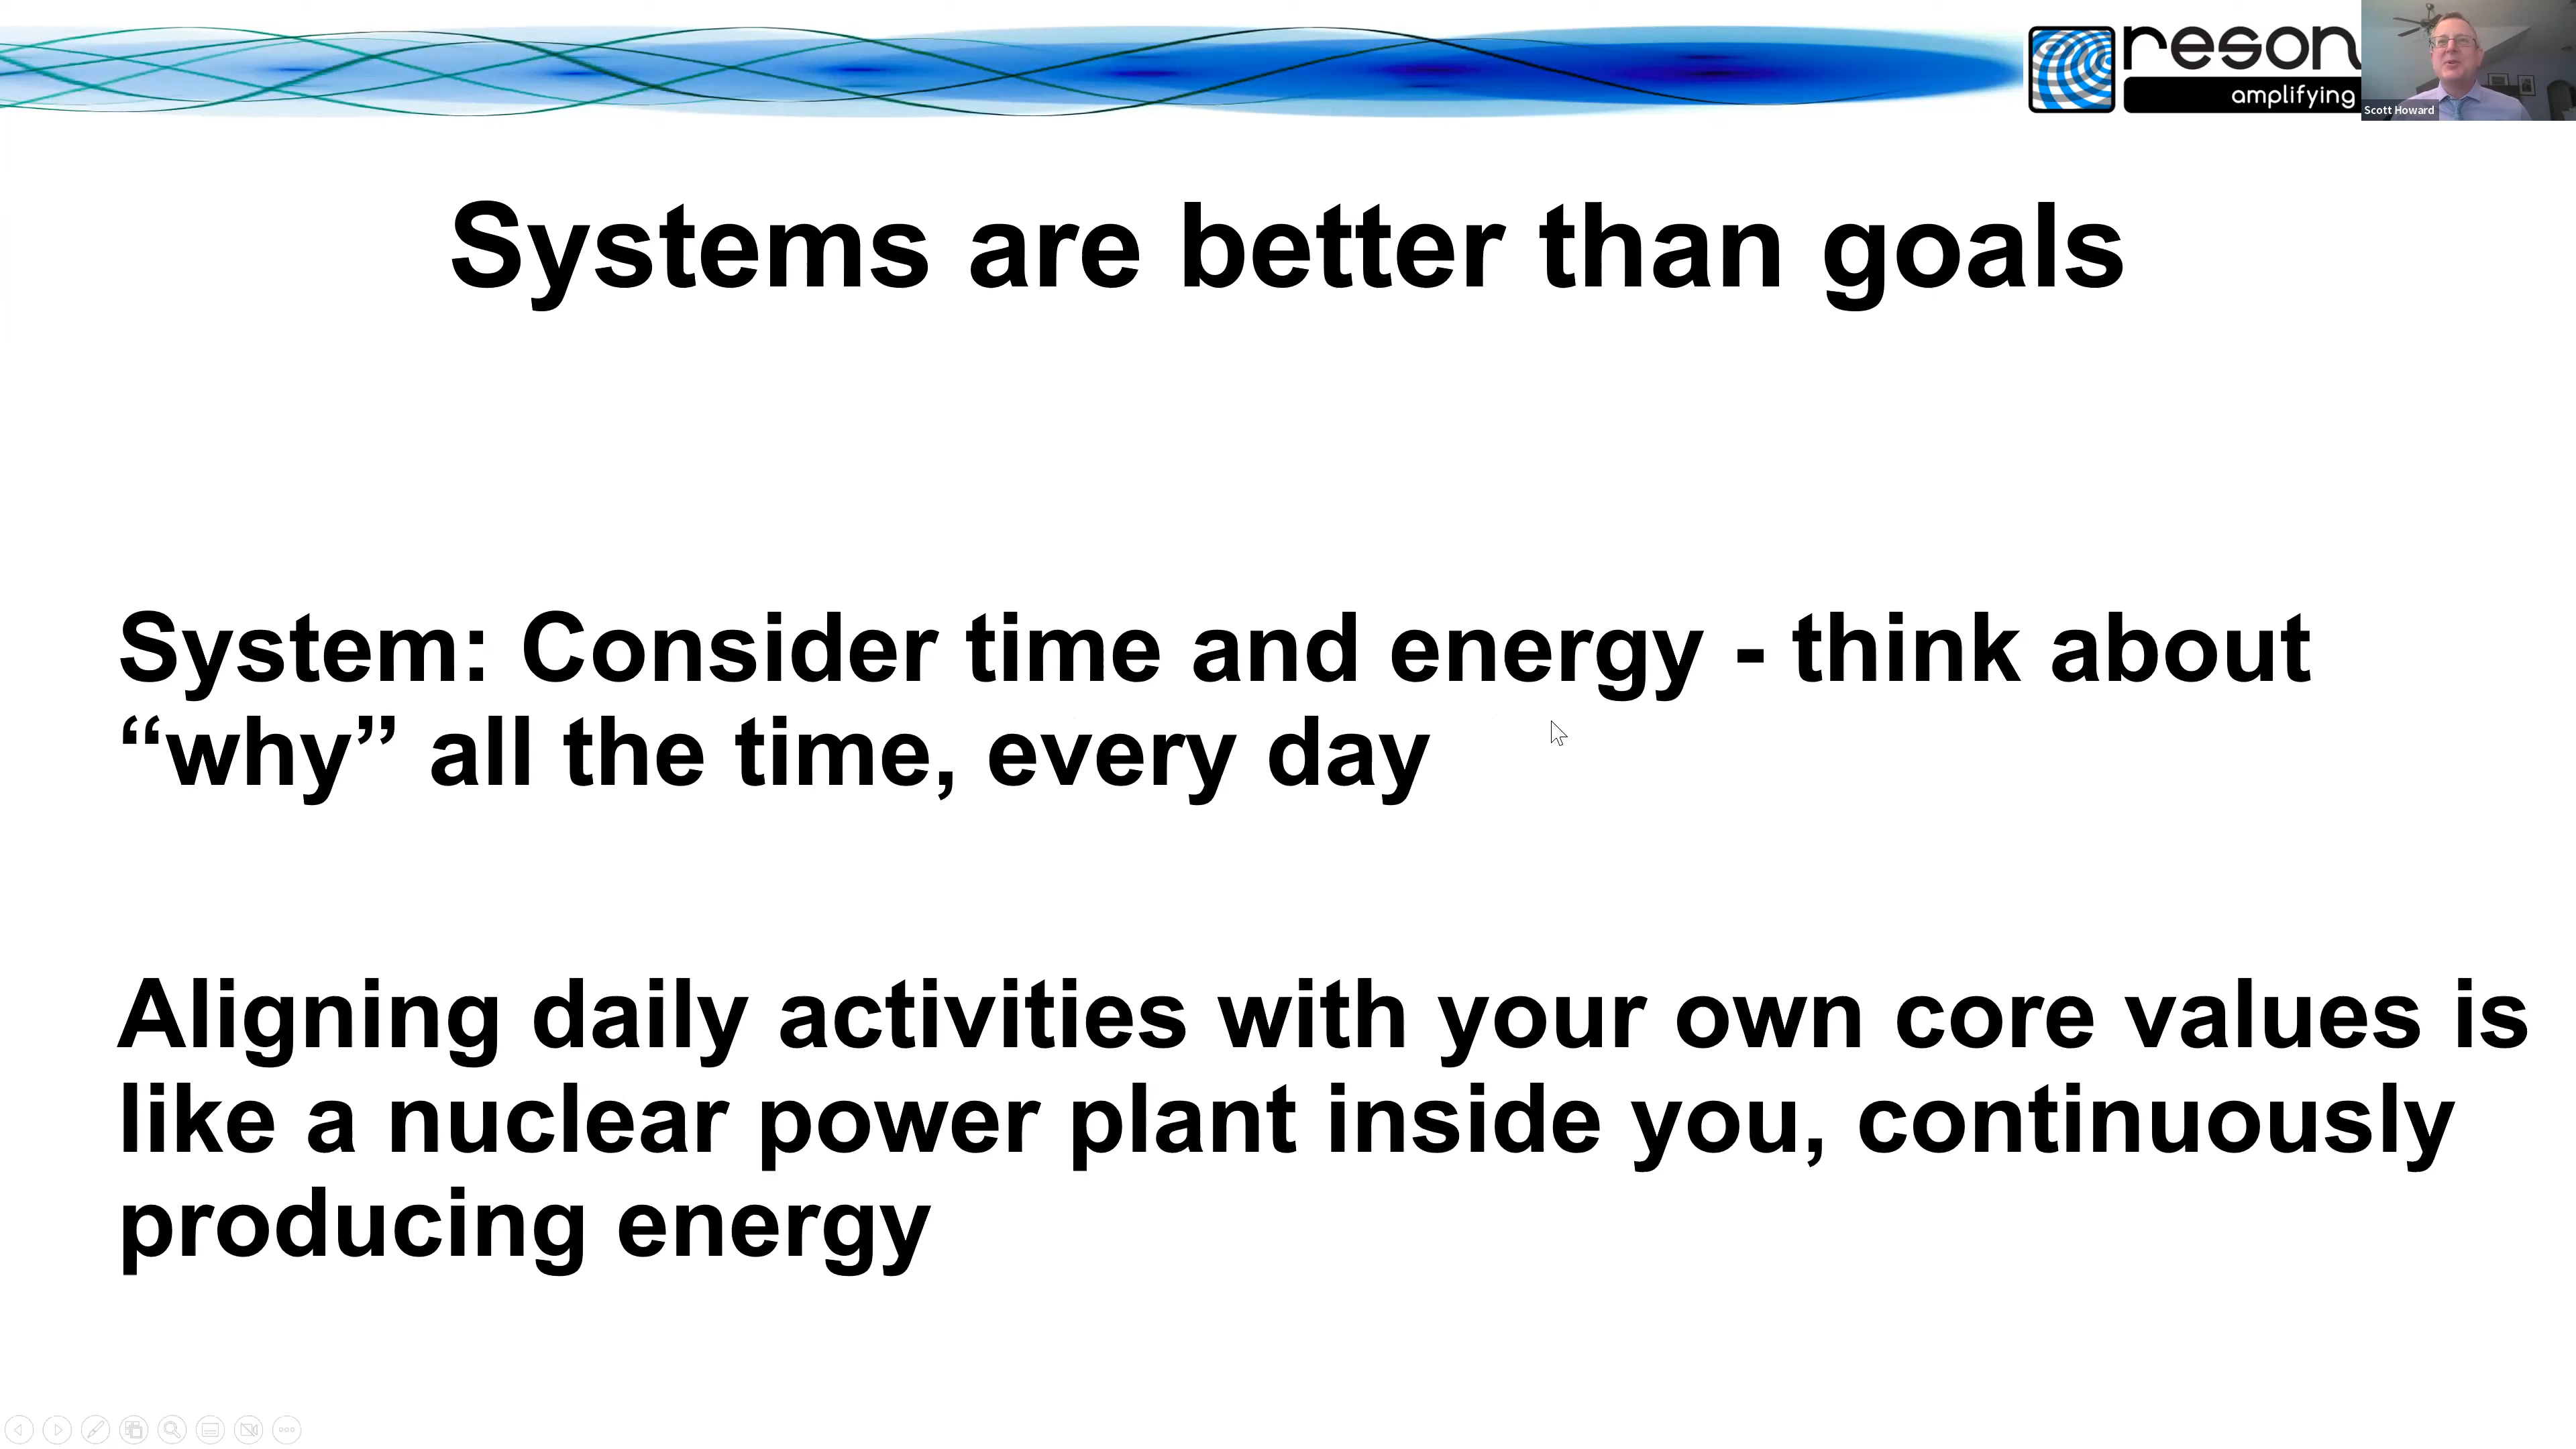 reson
amplifying
Scott Howard
Systems are better than goals
System: Consider time and energy - think about
“why” all the time, every day
Aligning daily activities with your own core values is
like a nuclear power plant inside you, continuously
producing energy